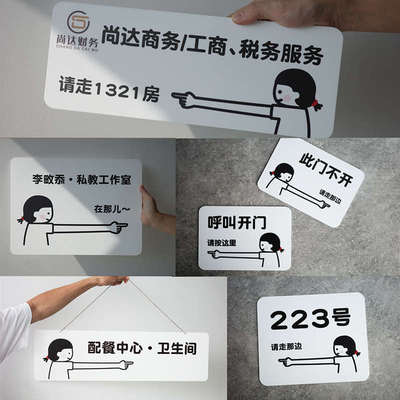 尚达财务
尚达商务/工商、税务服务
请走1321房
李敃忝·私教工作室
在那儿~
此门不开
请走那边
呼叫开门
请按这里
配餐中心·卫生间
223号
请走那边